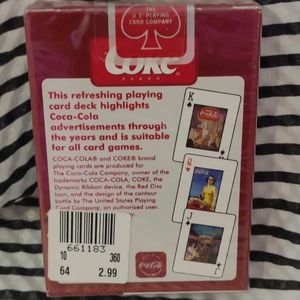 THE
U.S. PLAYING
CARD COMPANY
COKE
BRAND
This refreshing playing
card deck highlights
Coca-Cola
advertisements through
the years and is suitable
for all card games.
COCA-COLA® and COKE® brand
playing cards are produced for
The Coca-Cola Company, owner of the
trademarks COCA-COLA, COKE, the
Dynamic Ribbon device, the Red Disc
Icon, and the design of the contour
bottle by The United States Playing
Card Company, an authorized user.
K
Q
J
10 360
661183
64 2.99
Coca-Cola